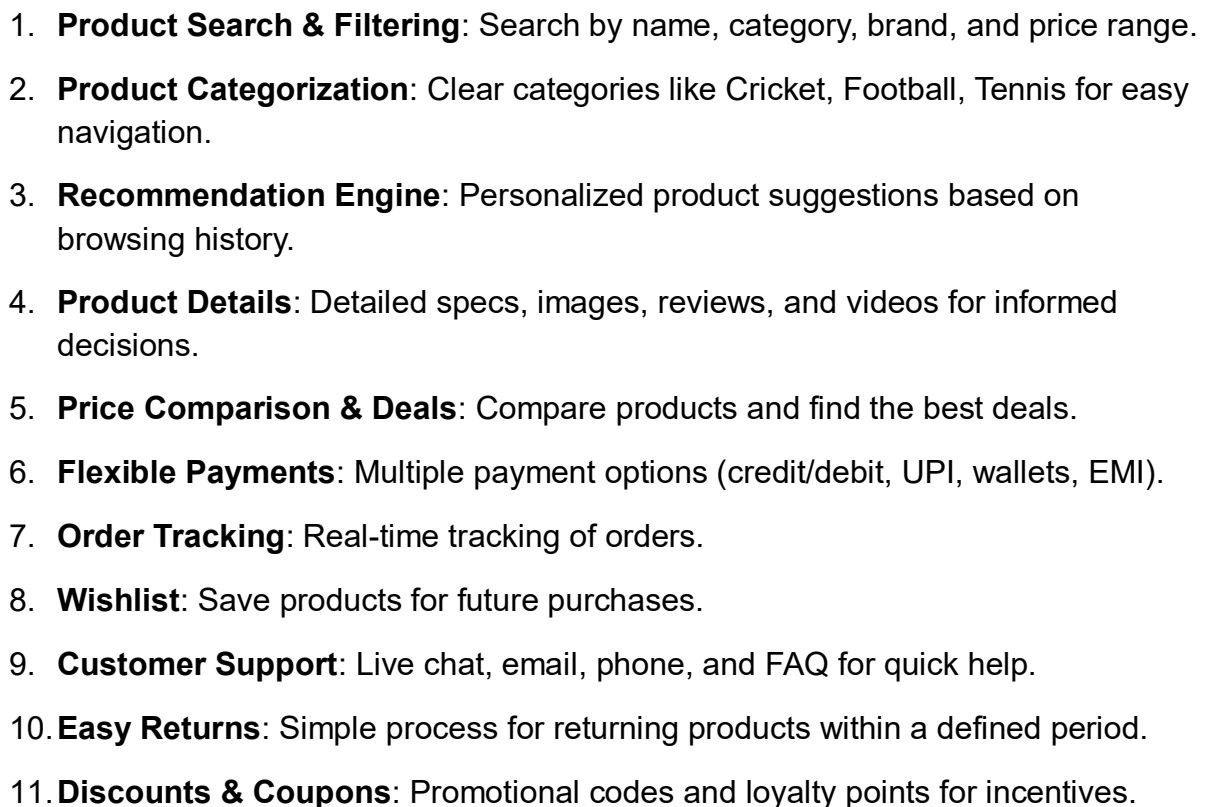 1. Product Search & Filtering: Search by name, category, brand, and price range.
2. Product Categorization: Clear categories like Cricket, Football, Tennis for easy
navigation.
3. Recommendation Engine: Personalized product suggestions based on
browsing history.
4. Product Details: Detailed specs, images, reviews, and videos for informed
decisions.
5. Price Comparison & Deals: Compare products and find the best deals.
6. Flexible Payments: Multiple payment options (credit/debit, UPI, wallets, EMI).
7. Order Tracking: Real-time tracking of orders.
8. Wishlist: Save products for future purchases.
9. Customer Support: Live chat, email, phone, and FAQ for quick help.
10. Easy Returns: Simple process for returning products within a defined period.
11. Discounts & Coupons: Promotional codes and loyalty points for incentives.